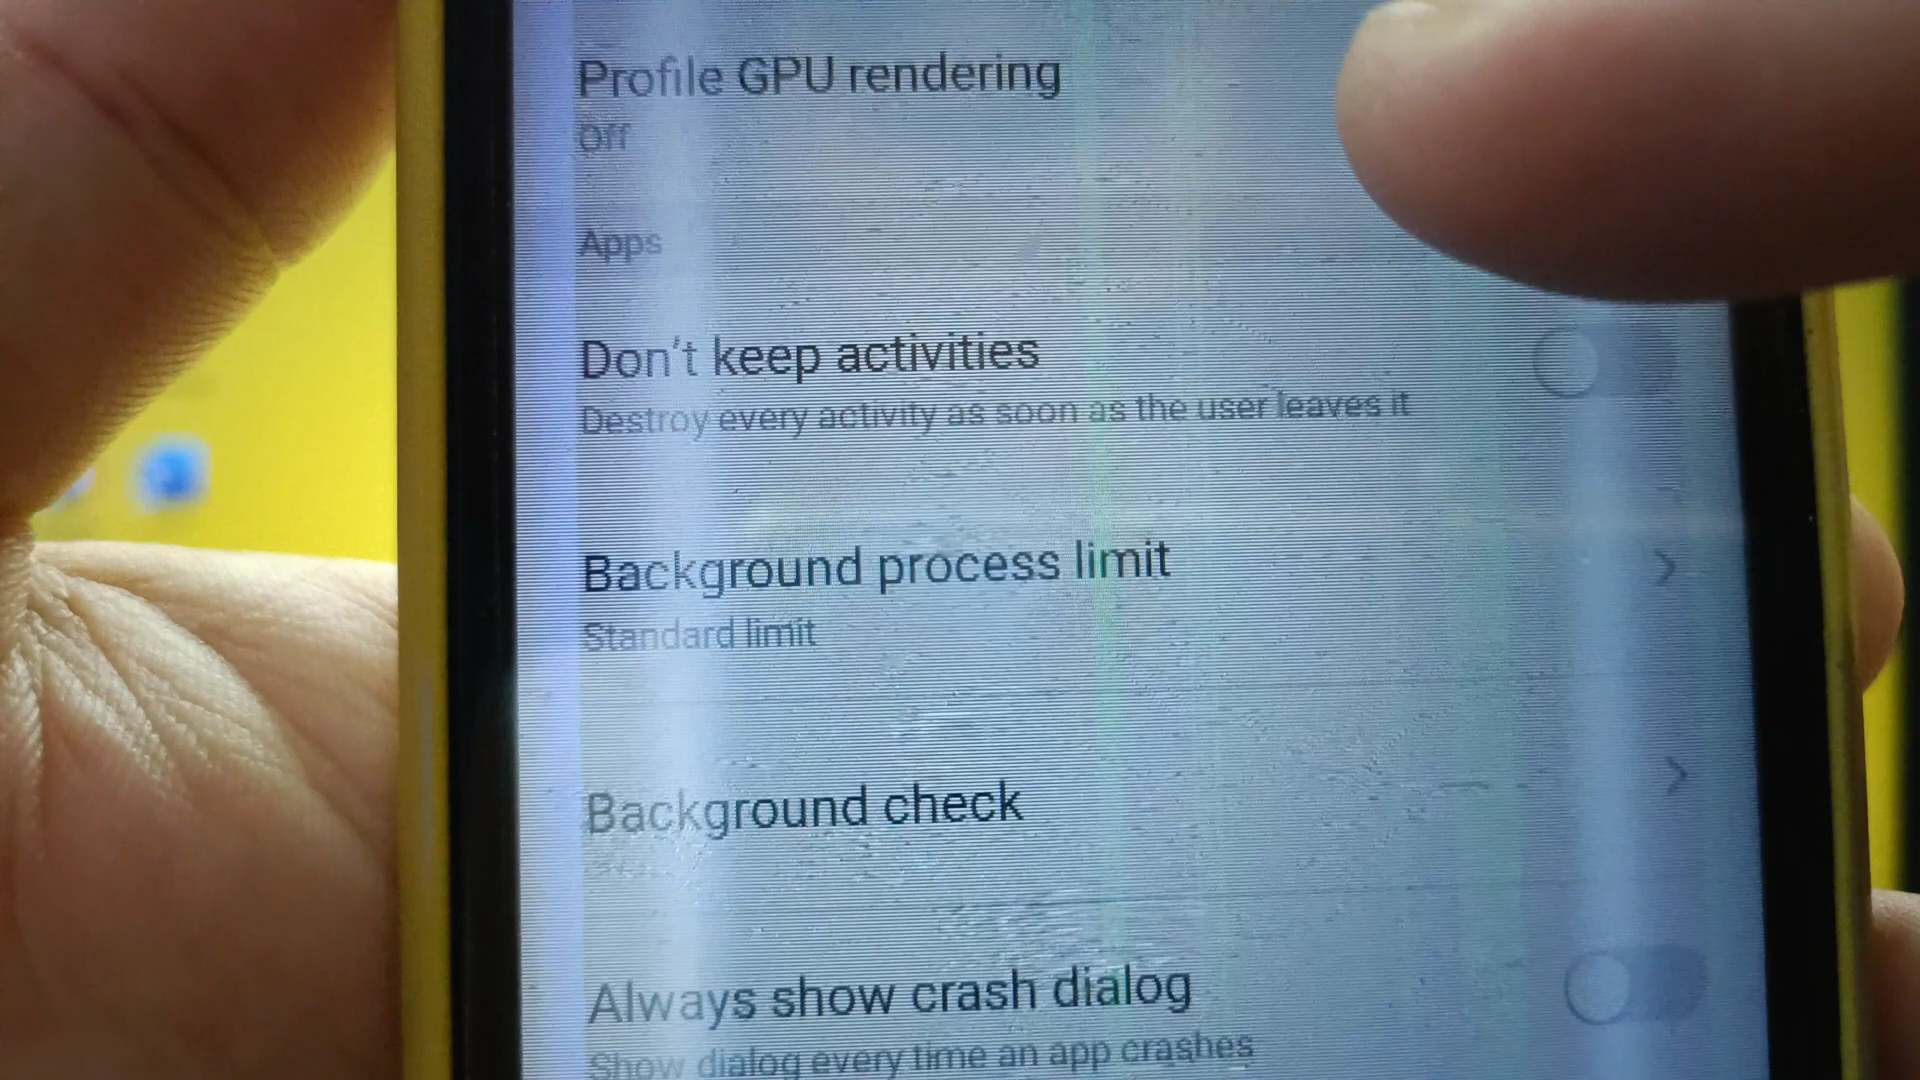 Profile GPU rendering
Off
Apps
Don't keep activities
Destroy every activity as soon as the user leaves it
Background process limit
Standard limit
Background check
Always show crash dialog
Show dialog every time an app crashes